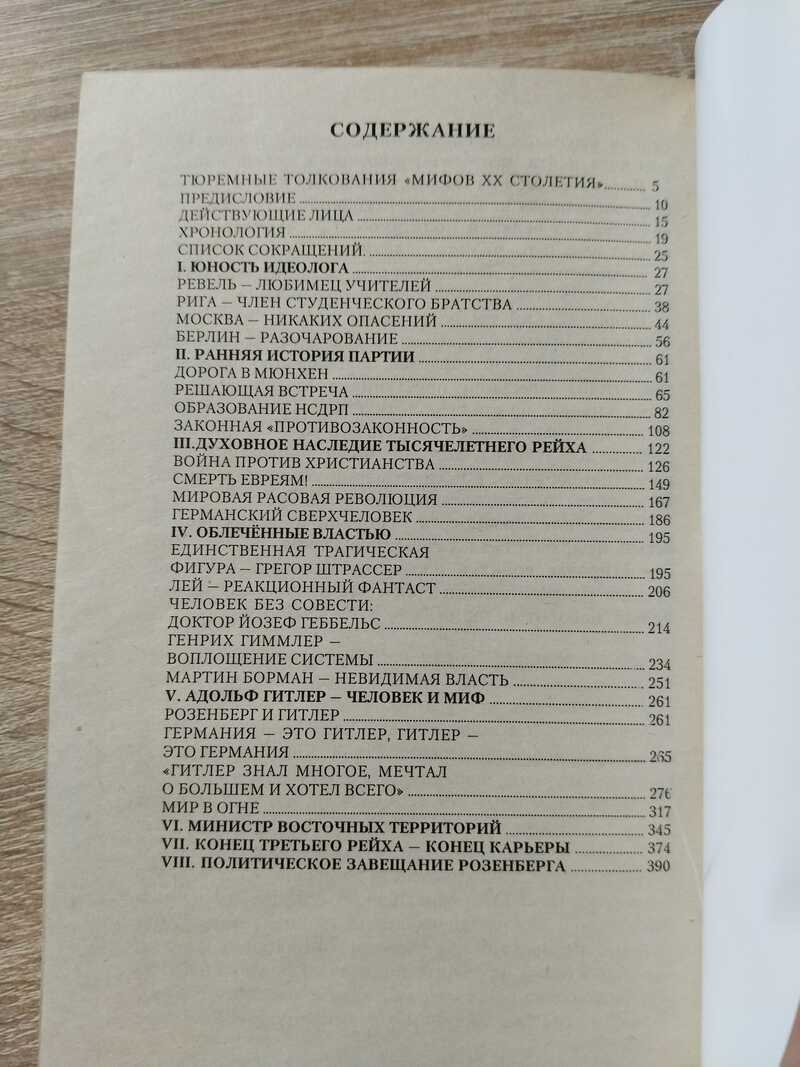 СОДЕРЖАНИЕ
ТЮРЕМНЫЕ ТОЛКОВАНИЯ «МИФОВ ХХ СТОЛЕТИЯ» 5
ПРЕДИСЛОВИЕ 10
ДЕЙСТВУЮЩИЕ ЛИЦА 15
ХРОНОЛОГИЯ 19
СПИСОК СОКРАЩЕНИЙ. 25
I. ЮНОСТЬ ИДЕОЛОГА 27
РЕВЕЛЬ – ЛЮБИМЕЦ УЧИТЕЛЕЙ 27
РИГА – ЧЛЕН СТУДЕНЧЕСКОГО БРАТСТВА 38
МОСКВА – НИКАКИХ ОПАСЕНИЙ 44
БЕРЛИН – РАЗОЧАРОВАНИЕ 56
II. РАННЯЯ ИСТОРИЯ ПАРТИИ 61
ДОРОГА В МЮНХЕН 61
РЕШАЮЩАЯ ВСТРЕЧА 65
ОБРАЗОВАНИЕ НСДРП 82
ЗАКОННАЯ «ПРОТИВОЗАКОННОСТЬ» 108
III.ДУХОВНОЕ НАСЛЕДИЕ ТЫСЯЧЕЛЕТНЕГО РЕЙХА 122
ВОЙНА ПРОТИВ ХРИСТИАНСТВА 126
СМЕРТЬ ЕВРЕЯМ! 149
МИРОВАЯ РАСОВАЯ РЕВОЛЮЦИЯ 167
ГЕРМАНСКИЙ СВЕРХЧЕЛОВЕК 186
IV. ОБЛЕЧЁННЫЕ ВЛАСТЬЮ 195
ЕДИНСТВЕННАЯ ТРАГИЧЕСКАЯ
ФИГУРА – ГРЕГОР ШТРАССЕР 195
ЛЕЙ – РЕАКЦИОННЫЙ ФАНТАСТ 206
ЧЕЛОВЕК БЕЗ СОВЕСТИ:
ДОКТОР ЙОЗЕФ ГЕББЕЛЬС 214
ГЕНРИХ ГИММЛЕР –
ВОПЛОЩЕНИЕ СИСТЕМЫ 234
МАРТИН БОРМАН – НЕВИДИМАЯ ВЛАСТЬ 251
V. АДОЛЬФ ГИТЛЕР – ЧЕЛОВЕК И МИФ 261
РОЗЕНБЕРГ И ГИТЛЕР 261
ГЕРМАНИЯ – ЭТО ГИТЛЕР, ГИТЛЕР –
ЭТО ГЕРМАНИЯ 265
«ГИТЛЕР ЗНАЛ МНОГОЕ, МЕЧТАЛ
О БОЛЬШЕМ И ХОТЕЛ ВСЕГО» 276
МИР В ОГНЕ 317
VI. МИНИСТР ВОСТОЧНЫХ ТЕРРИТОРИЙ 345
VII. КОНЕЦ ТРЕТЬЕГО РЕЙХА – КОНЕЦ КАРЬЕРЫ 374
VIII. ПОЛИТИЧЕСКОЕ ЗАВЕЩАНИЕ РОЗЕНБЕРГА 390